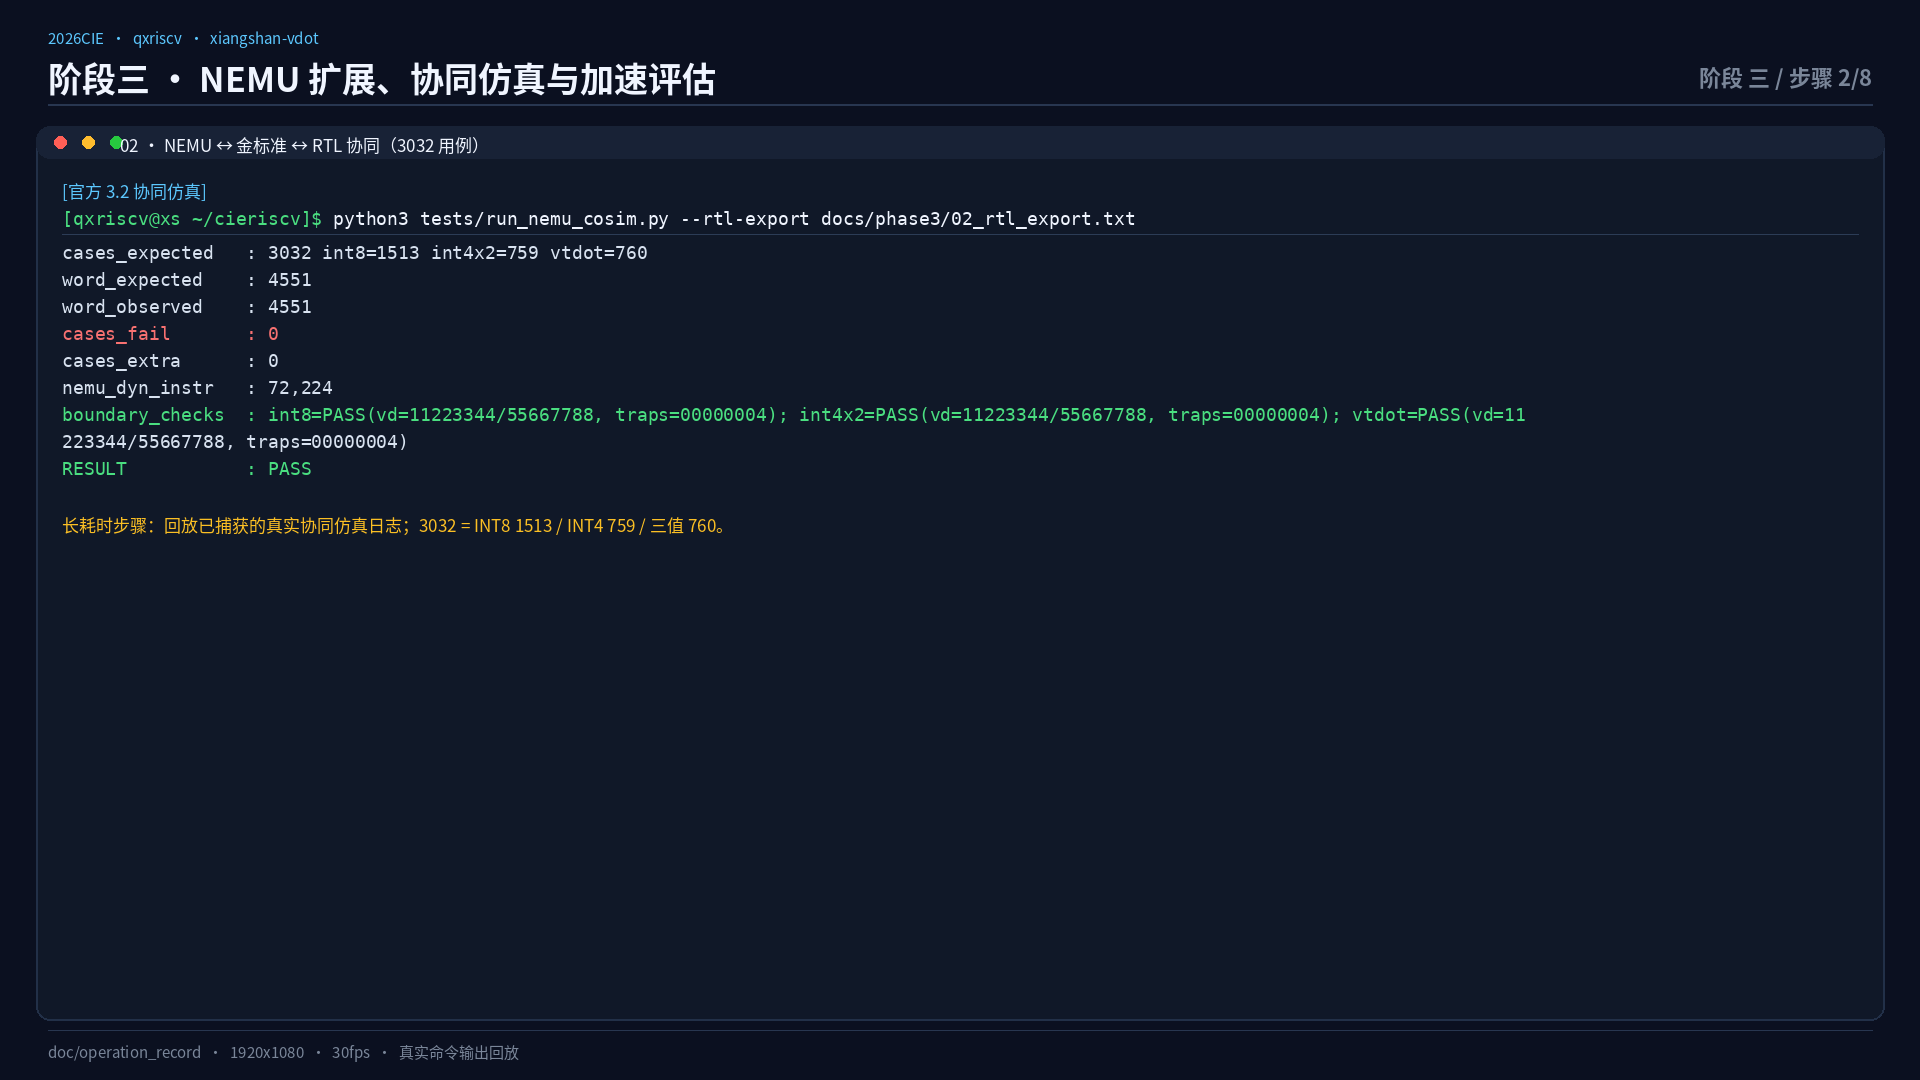 2026CIE · qxriscv · xiangshan-vdot
阶段三 · NEMU 扩展、协同仿真与加速评估
阶段 三 / 步骤 2/8
02 · NEMU ↔ 金标准 ↔ RTL 协同（3032 用例）
[官方 3.2 协同仿真]
[qxriscv@xs ~/cieriscv]$ python3 tests/run_nemu_cosim.py --rtl-export docs/phase3/02_rtl_export.txt
cases_expected   : 3032 int8=1513 int4x2=759 vtdot=760
word_expected    : 4551
word_observed    : 4551
cases_fail       : 0
cases_extra      : 0
nemu_dyn_instr   : 72,224
boundary_checks  : int8=PASS(vd=11223344/55667788, traps=00000004); int4x2=PASS(vd=11223344/55667788, traps=00000004); vtdot=PASS(vd=11
223344/55667788, traps=00000004)
RESULT           : PASS
长耗时步骤：回放已捕获的真实协同仿真日志；3032 = INT8 1513 / INT4 759 / 三值 760。
doc/operation_record · 1920x1080 · 30fps · 真实命令输出回放